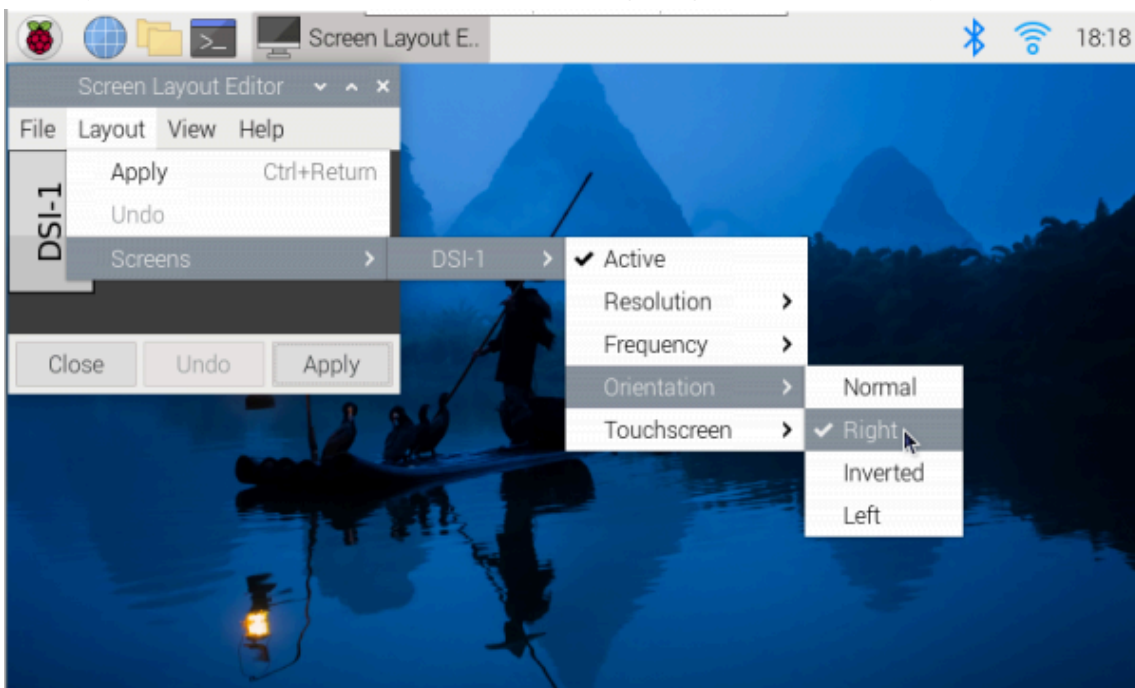 Screen Layout E.. 18:18
Screen Layout Editor
File Layout View Help
Apply Ctrl+Return
Undo
DSI-1
Screens DSI-1 Active
Resolution
Frequency
Close Undo Apply
Orientation Normal
Touchscreen Right
Inverted
Left